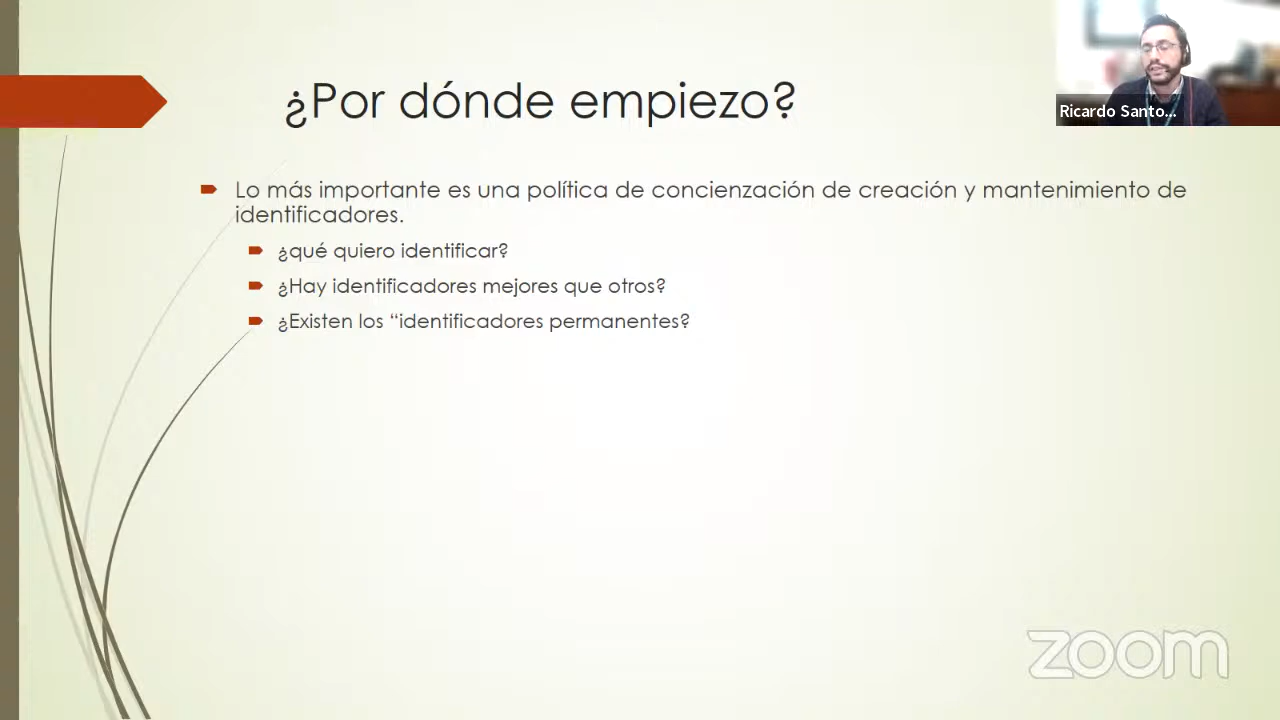 ¿Por dónde empiezo?
Ricardo Santo...
Lo más importante es una política de concienzación de creación y mantenimiento de
identificadores.
¿qué quiero identificar?
¿Hay identificadores mejores que otros?
¿Existen los “identificadores permanentes?
zoom